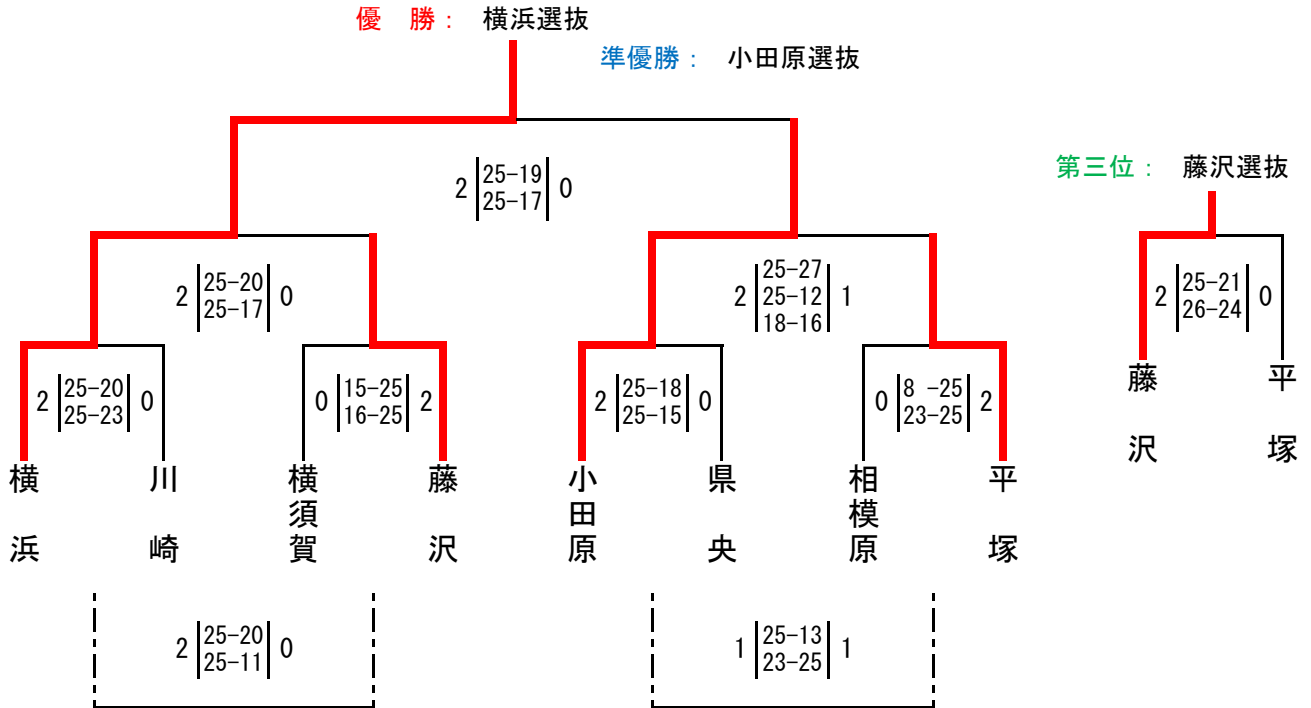 優　勝： 横浜選抜
準優勝： 小田原選抜
第三位： 藤沢選抜
2 25-19 0
25-17
2 25-20 0
25-17
2 25-27 1
25-12
18-16
2 25-21 0
26-24
2 25-20 0
25-23
0 15-25 2
16-25
2 25-18 0
25-15
0 8 -25 2
23-25
横浜
川崎
横須賀
藤沢
小田原
県央
相模原
平塚
藤沢
平塚
2 25-20 0
25-11
1 25-13 1
23-25